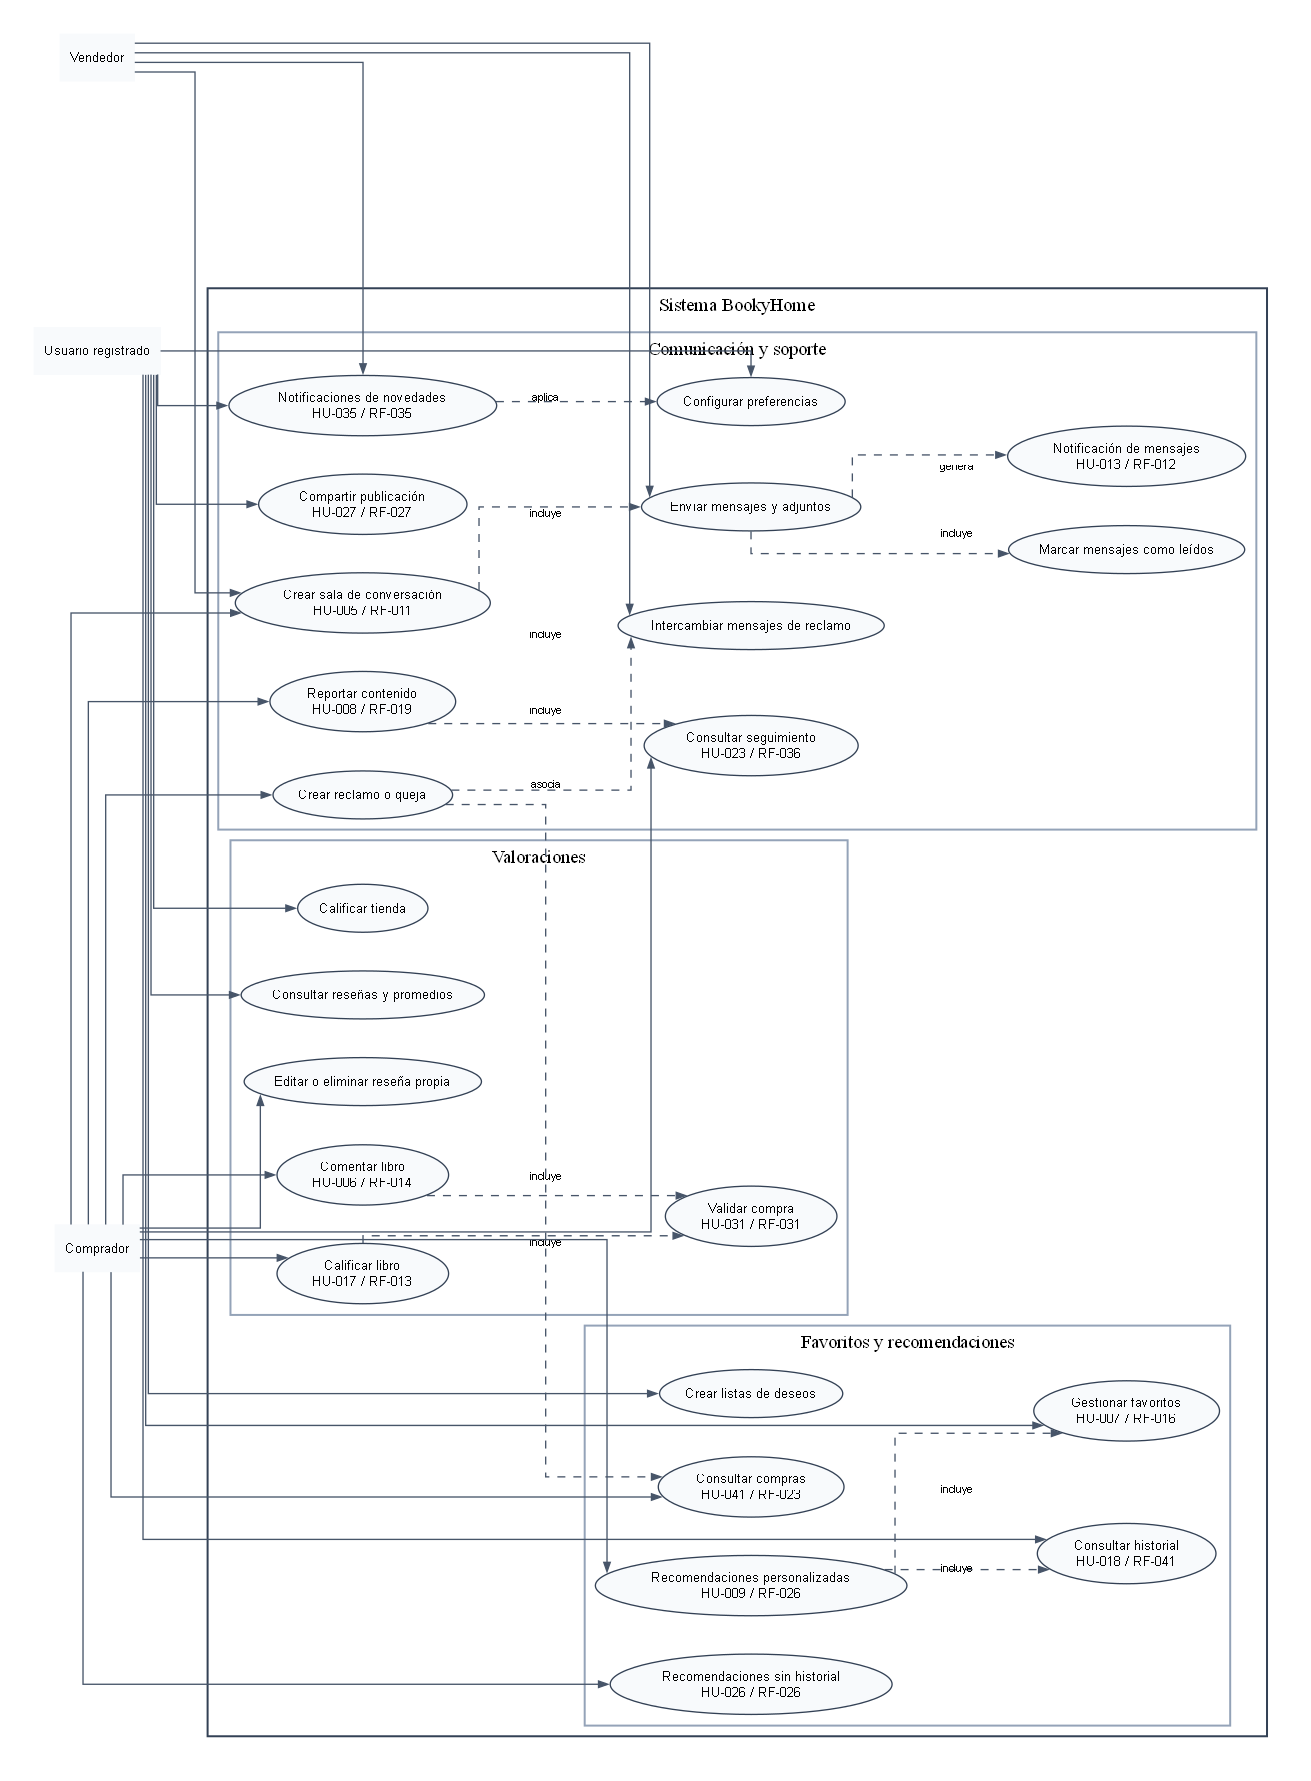 Vendedor
Sistema BookyHome
Usuario registrado
Comunicación y soporte
Notificaciones de novedades
HU-035 / RF-035
aplica
Configurar preferencias
Notificación de mensajes
HU-013 / RF-012
genera
Compartir publicación
HU-027 / RF-027
incluye
Enviar mensajes y adjuntos
incluye
Marcar mensajes como leídos
Crear sala de conversación
HU-005 / RF-011
incluye
Intercambiar mensajes de reclamo
Reportar contenido
HU-008 / RF-019
incluye
Consultar seguimiento
HU-023 / RF-036
asocia
Crear reclamo o queja
Valoraciones
Calificar tienda
Consultar reseñas y promedios
Editar o eliminar reseña propia
Comentar libro
HU-006 / RF-014
incluye
Validar compra
HU-031 / RF-031
Comprador
incluye
Calificar libro
HU-017 / RF-013
Favoritos y recomendaciones
Crear listas de deseos
Gestionar favoritos
HU-007 / RF-016
Consultar compras
HU-041 / RF-023
incluye
Consultar historial
HU-018 / RF-041
incluye
Recomendaciones personalizadas
HU-009 / RF-026
Recomendaciones sin historial
HU-026 / RF-026